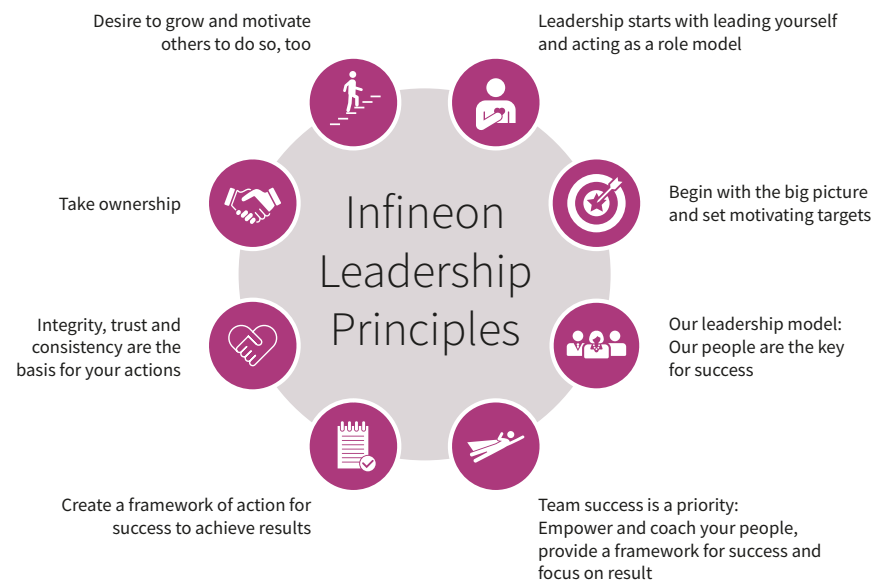 Desire to grow and motivate
others to do so, too
Leadership starts with leading yourself
and acting as a role model
Take ownership
Begin with the big picture
and set motivating targets
Infineon
Leadership
Principles
Integrity, trust and
consistency are the
basis for your actions
Our leadership model:
Our people are the key
for success
Create a framework of action for
success to achieve results
Team success is a priority:
Empower and coach your people,
provide a framework for success and
focus on result